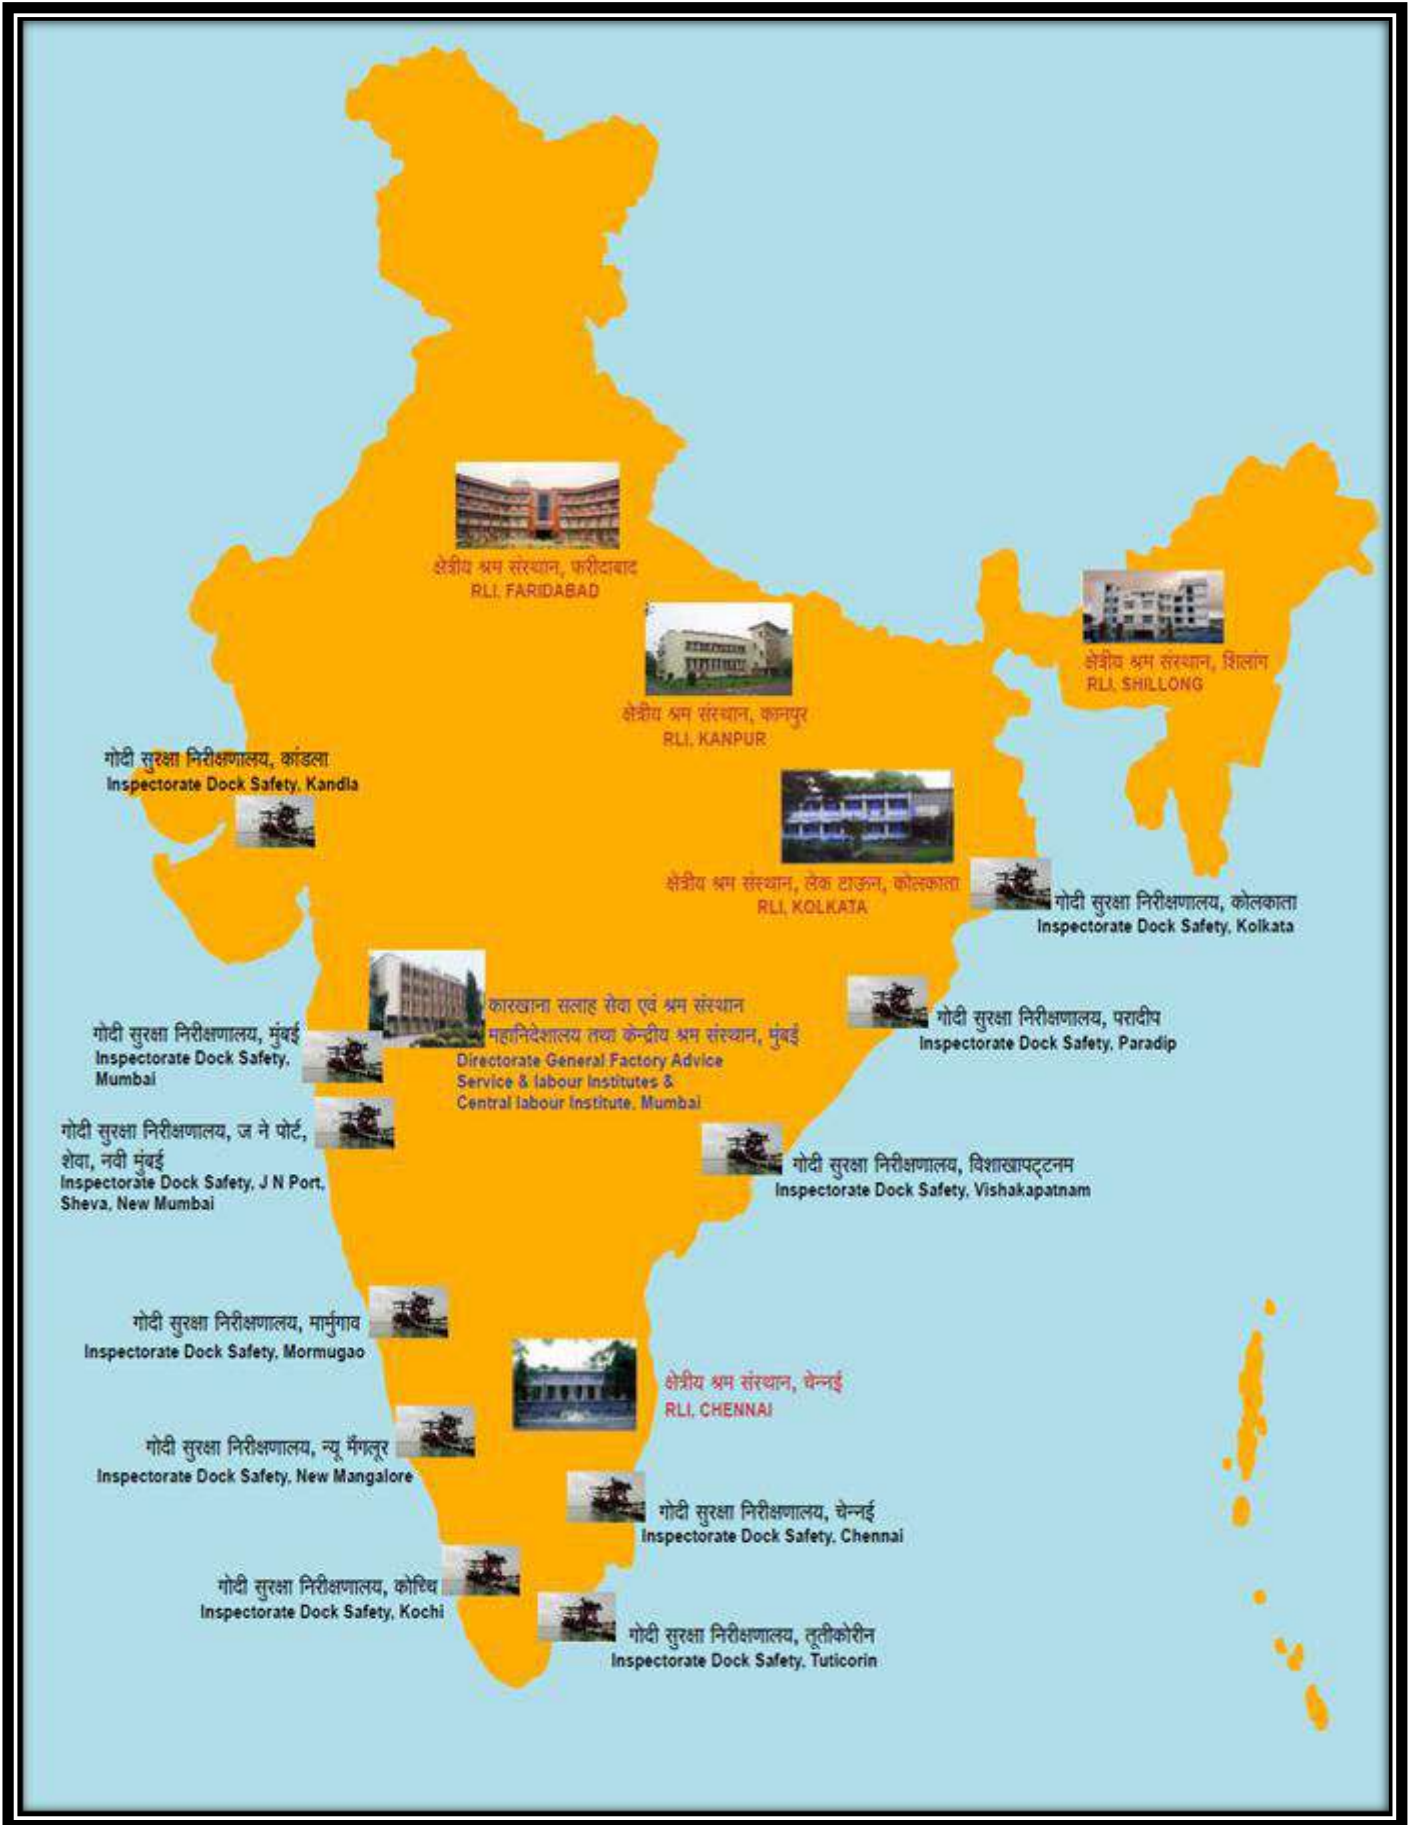 क्षेत्रीय श्रम संस्थान, फरीदाबाद
RLI, FARIDABAD
क्षेत्रीय श्रम संस्थान, शिलांग
RLI, SHILLONG
क्षेत्रीय श्रम संस्थान, कानपुर
RLI, KANPUR
गोदी सुरक्षा निरीक्षणालय, कांडला
Inspectorate Dock Safety, Kandla
क्षेत्रीय श्रम संस्थान, लेक टाऊन, कोलकाता
RLI, KOLKATA
गोदी सुरक्षा निरीक्षणालय, कोलकाता
Inspectorate Dock Safety, Kolkata
कारखाना सलाह सेवा एवं श्रम संस्थान
महानिदेशालय तथा केन्द्रीय श्रम संस्थान, मुंबई
Directorate General Factory Advice
Service & labour Institutes &
Central labour Institute, Mumbai
गोदी सुरक्षा निरीक्षणालय, परादीप
Inspectorate Dock Safety, Paradip
गोदी सुरक्षा निरीक्षणालय, मुंबई
Inspectorate Dock Safety,
Mumbai
गोदी सुरक्षा निरीक्षणालय, ज ने पोर्ट,
शेवा, नवी मुंबई
Inspectorate Dock Safety, J N Port,
Sheva, New Mumbai
गोदी सुरक्षा निरीक्षणालय, विशाखापट्टनम
Inspectorate Dock Safety, Vishakapatnam
गोदी सुरक्षा निरीक्षणालय, मार्मुगाव
Inspectorate Dock Safety, Mormugao
क्षेत्रीय श्रम संस्थान, चेन्नई
RLI, CHENNAI
गोदी सुरक्षा निरीक्षणालय, न्यू मैंगलूर
Inspectorate Dock Safety, New Mangalore
गोदी सुरक्षा निरीक्षणालय, चेन्नई
Inspectorate Dock Safety, Chennai
गोदी सुरक्षा निरीक्षणालय, कोच्चि
Inspectorate Dock Safety, Kochi
गोदी सुरक्षा निरीक्षणालय, तूतीकोरीन
Inspectorate Dock Safety, Tuticorin